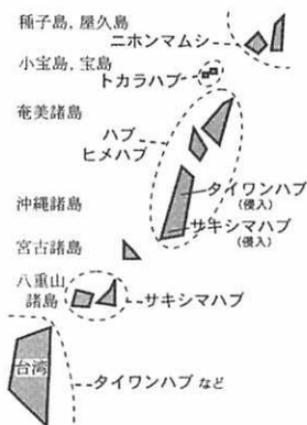 種子島，屋久島
ニホンマムシ
小宝島，宝島
トカラハブ
奄美諸島
ハブ
ヒメハブ
タイワンハブ
(侵入)
沖縄諸島
サキシマハブ
(侵入)
宮古諸島
八重山
諸島
サキシマハブ
台湾
タイワンハブ など